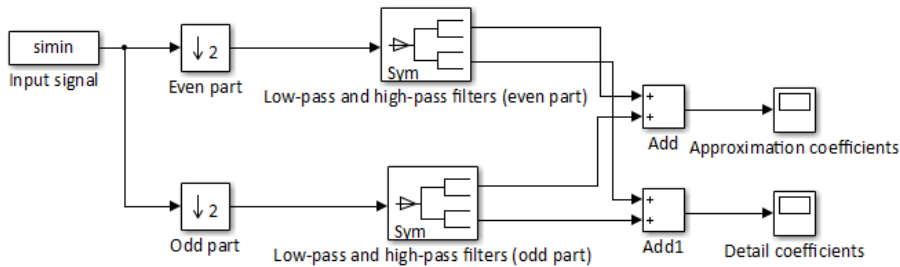 simin
Input signal
↓ 2
Even part
Sym
Low-pass and high-pass filters (even part)
+
+
Add
Approximation coefficients
↓ 2
Odd part
Sym
Low-pass and high-pass filters (odd part)
+
+
Add1
Detail coefficients